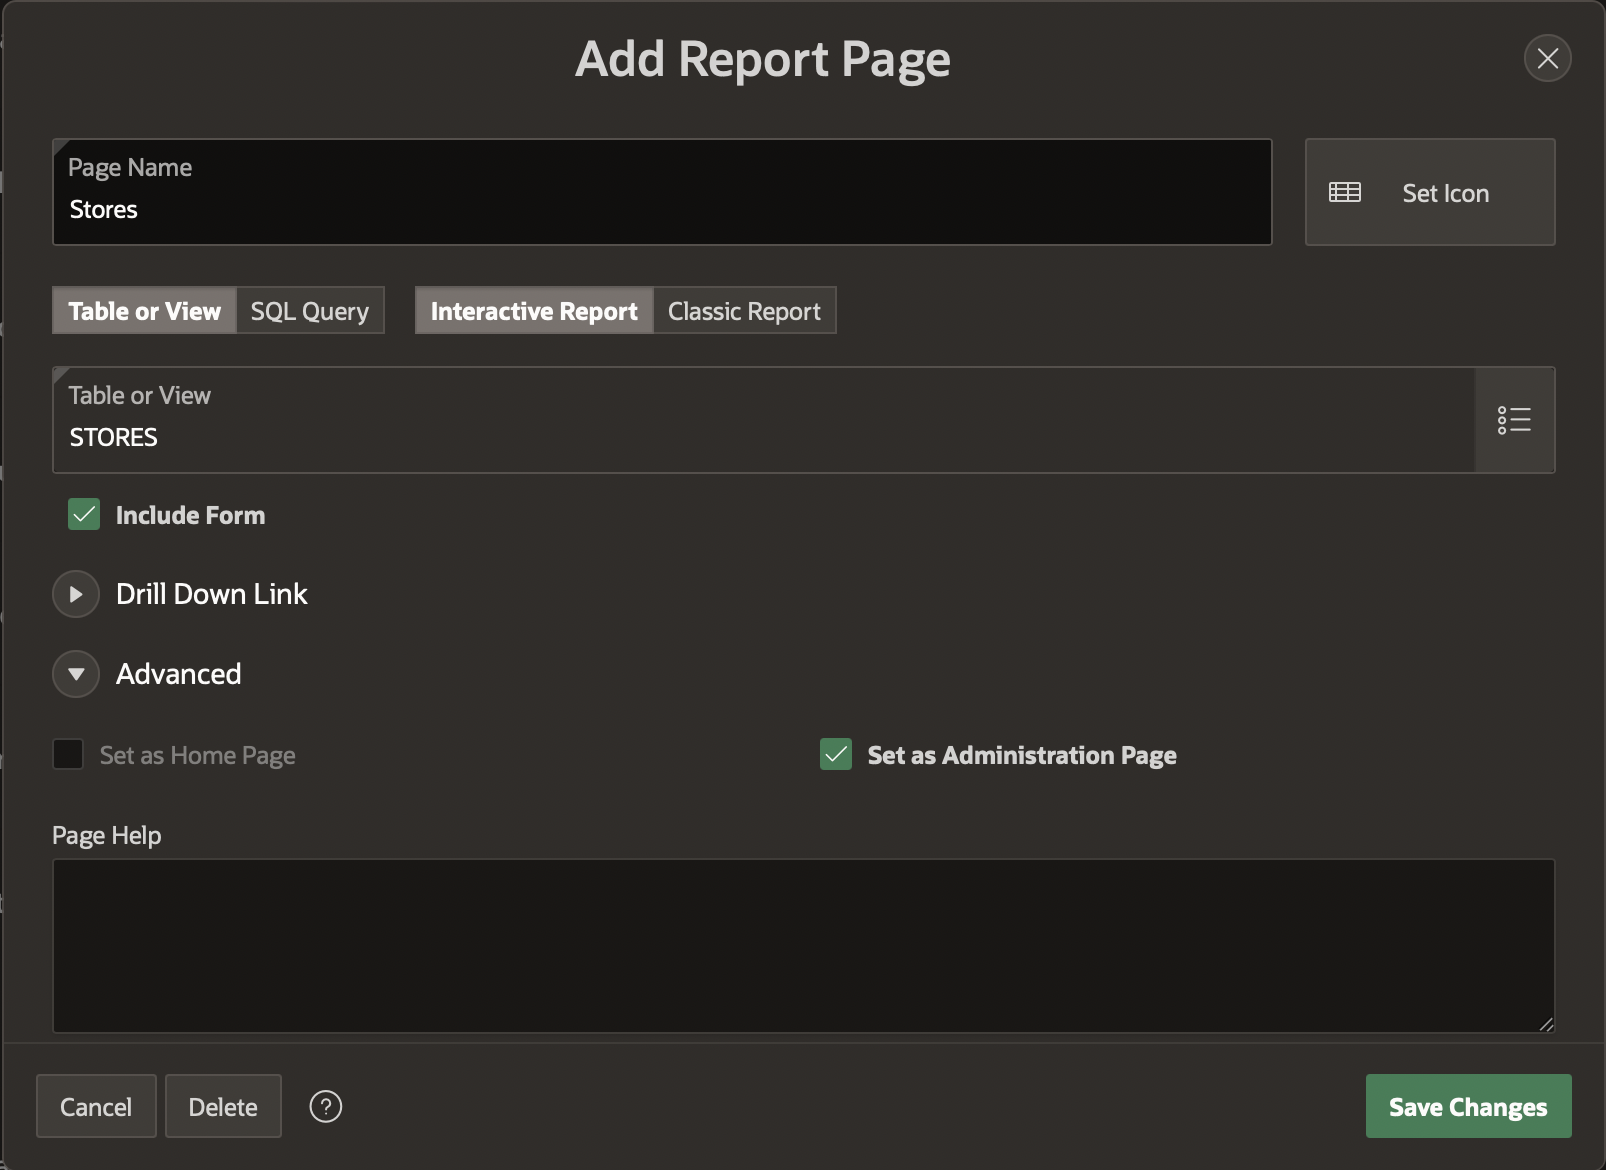 Add Report Page
Page Name
Stores
Set Icon
Table or View SQL Query Interactive Report Classic Report
Table or View
STORES
Include Form
Drill Down Link
Advanced
Set as Home Page Set as Administration Page
Page Help
Cancel Delete ? Save Changes